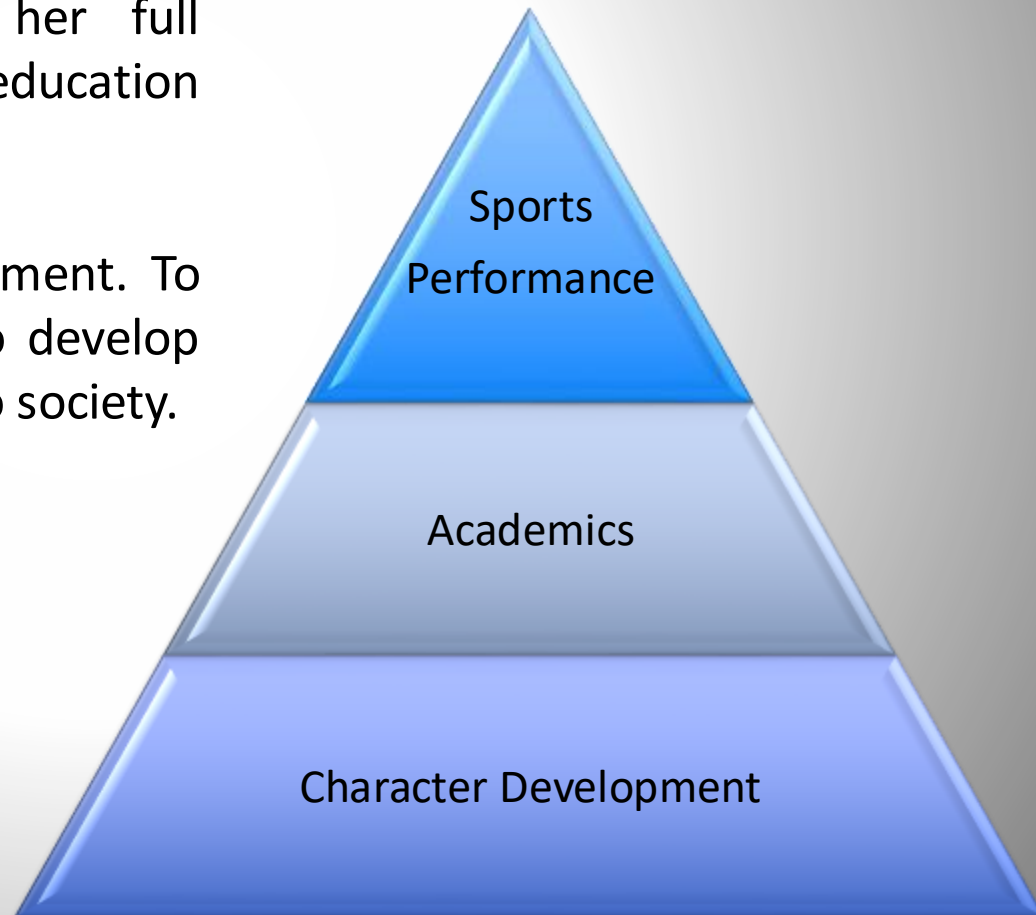 her full
education
ment. To
develop
society.
Sports
Performance
Academics
Character Development